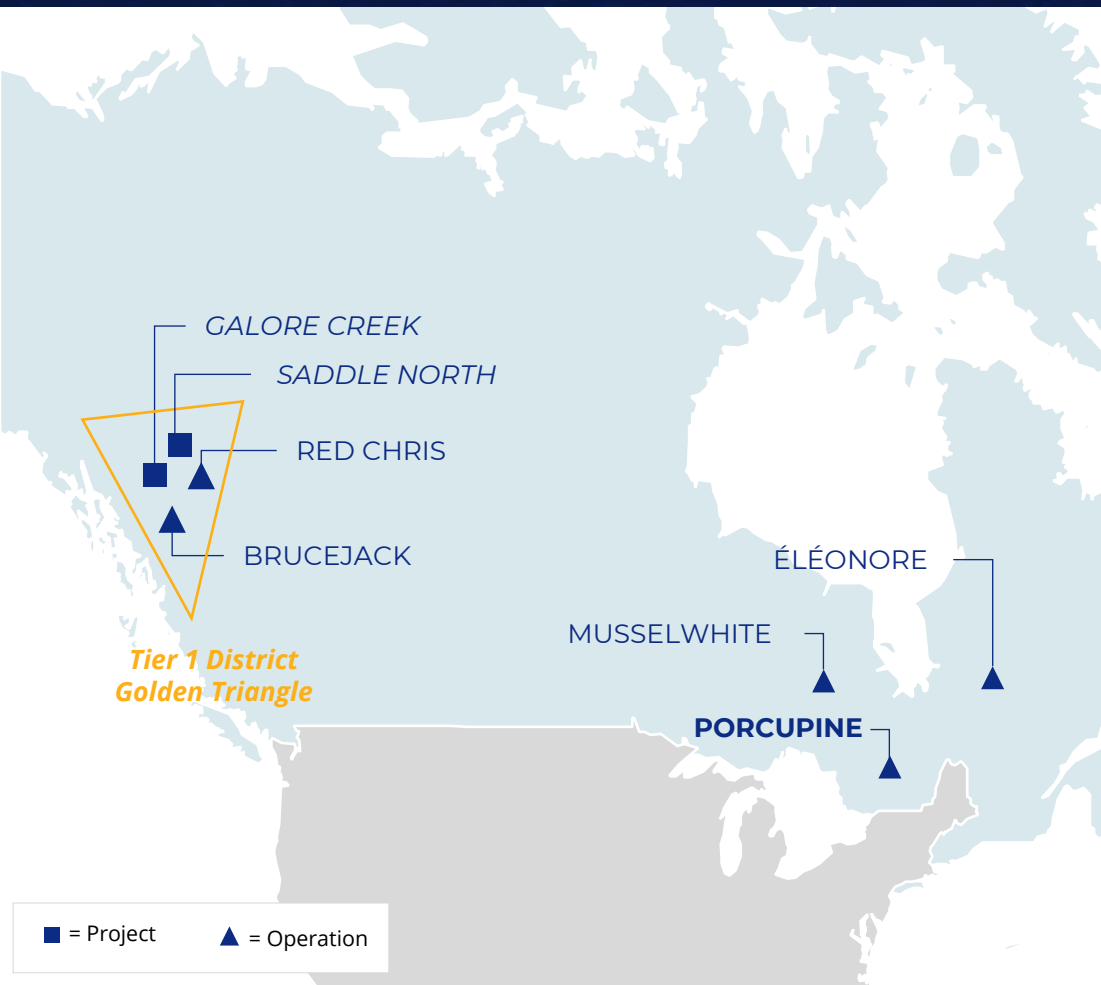 GALORE CREEK
SADDLE NORTH
RED CHRIS
BRUCEJACK
ÉLÉONORE
MUSSELWHITE
Tier 1 District
Golden Triangle
PORCUPINE
= Project
= Operation